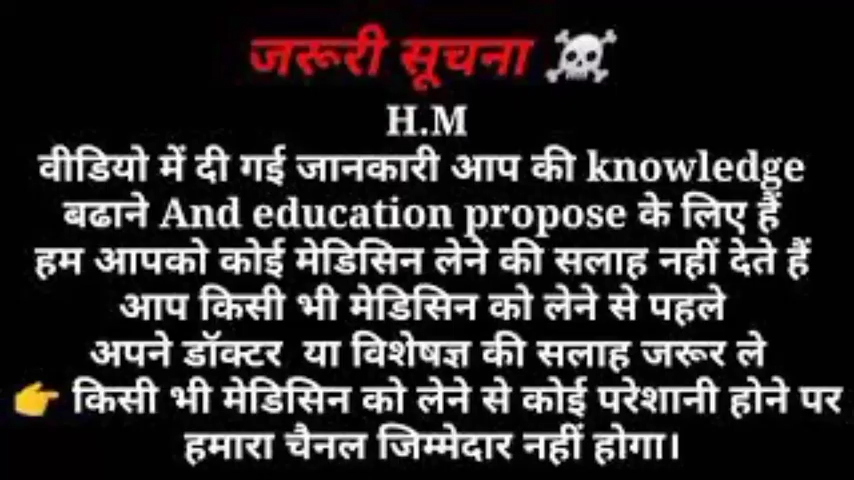 जरूरी सूचना ☠️
H.M
वीडियो में दी गई जानकारी आप की knowledge
बढाने And education propose के लिए हैं
हम आपको कोई मेडिसिन लेने की सलाह नहीं देते हैं
आप किसी भी मेडिसिन को लेने से पहले
अपने डॉक्टर या विशेषज्ञ की सलाह जरूर ले
👉 किसी भी मेडिसिन को लेने से कोई परेशानी होने पर
हमारा चैनल जिम्मेदार नहीं होगा।